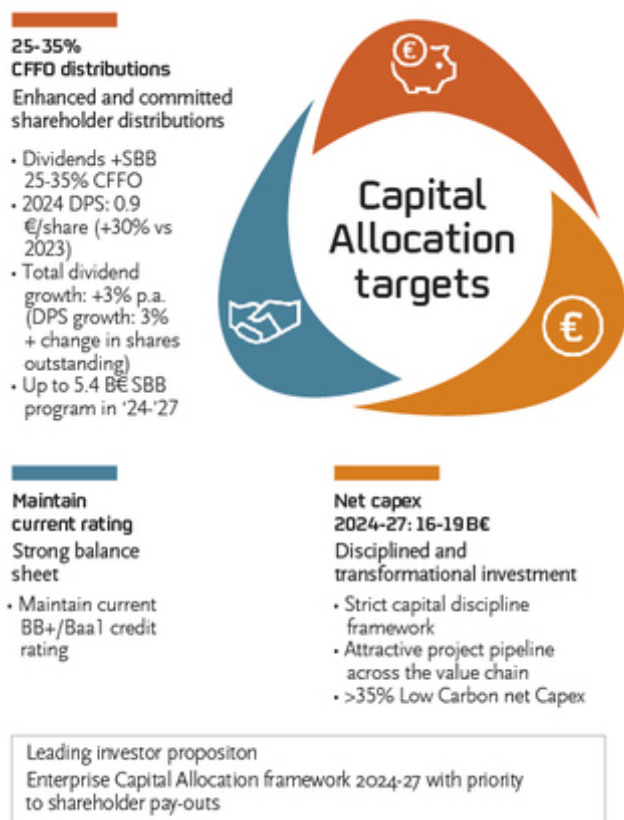 25-35%
CFFO distributions
Enhanced and committed
shareholder distributions
• Dividends +SBB
25-35% CFFO
• 2024 DPS: 0.9
€/share (+30% vs
2023)
• Total dividend
growth: +3% p.a.
(DPS growth: 3%
+ change in shares
outstanding)
• Up to 5.4 B€ SBB
program in '24-'27
Capital
Allocation
targets
Maintain
current rating
Strong balance
sheet
• Maintain current
BB+/Baa1 credit
rating
Net capex
2024-27: 16-19 B€
Disciplined and
transformational investment
• Strict capital discipline
framework
• Attractive project pipeline
across the value chain
• >35% Low Carbon net Capex
Leading investor propositon
Enterprise Capital Allocation framework 2024-27 with priority
to shareholder pay-outs